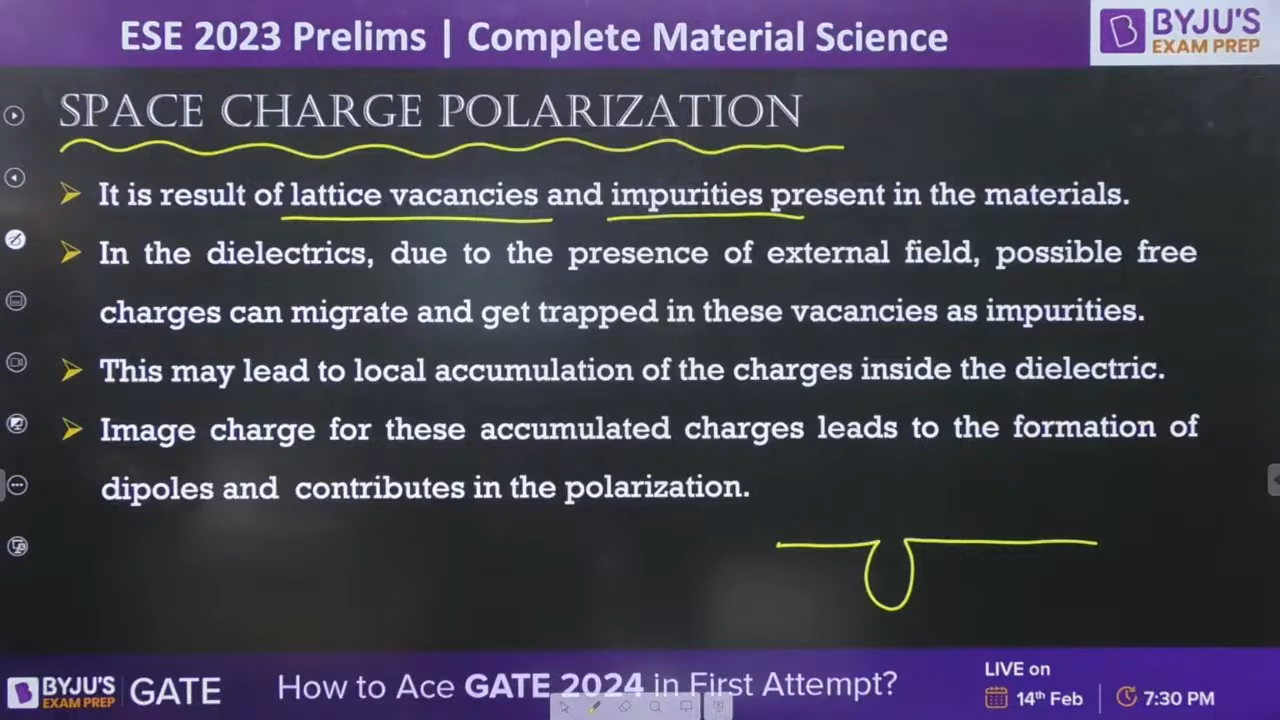 ESE 2023 Prelims | Complete Material Science
BYJU'S
EXAM PREP
SPACE CHARGE POLARIZATION
It is result of lattice vacancies and impurities present in the materials.
In the dielectrics, due to the presence of external field, possible free
charges can migrate and get trapped in these vacancies as impurities.
This may lead to local accumulation of the charges inside the dielectric.
Image charge for these accumulated charges leads to the formation of
dipoles and contributes in the polarization.
BYJU'S
EXAM PREP
GATE
How to Ace GATE 2024 in First Attempt?
LIVE on
14th Feb
7:30 PM